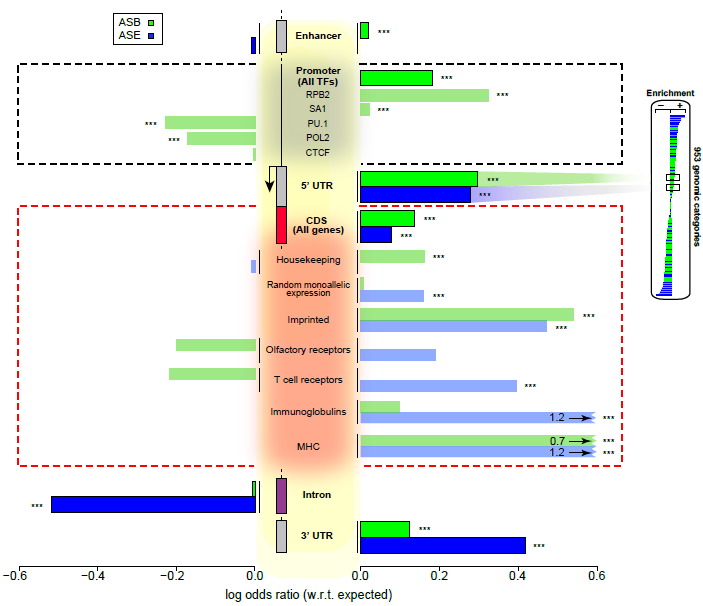 ASB
ASE
Enhancer
***
Promoter
(All TFs)
***
RPB2
***
SA1
***
PU.1
***
POL2
***
CTCF
5' UTR
***
***
CDS
(All genes)
***
***
Housekeeping
***
Random monoallelic
expression
***
Imprinted
***
***
Olfactory receptors
T cell receptors
***
Immunoglobulins
1.2
***
MHC
0.7
***
1.2
***
Intron
***
3' UTR
***
***
−0.6 −0.4 −0.2 0.0 0.0 0.2 0.4 0.6
log odds ratio (w.r.t. expected)
Enrichment
− +
953 genomic categories